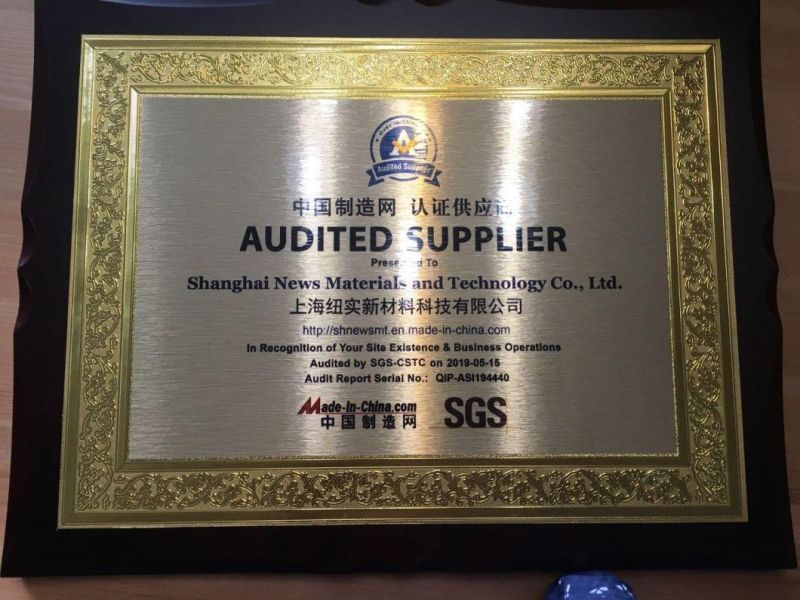 Audited Supplier
中国制造网 认证供应
AUDITED SUPPLIER
Presented To
Shanghai News Materials and Technology Co., Ltd.
上海纽实新材料科技有限公司
http://shnewsmt.en.made-in-china.com
In Recognition of Your Site Existence & Business Operations
Audited by SGS-CSTC on 2019-05-15
Audit Report Serial No.: QIP-ASI194440
Made-in-China.com
中国制造网
SGS